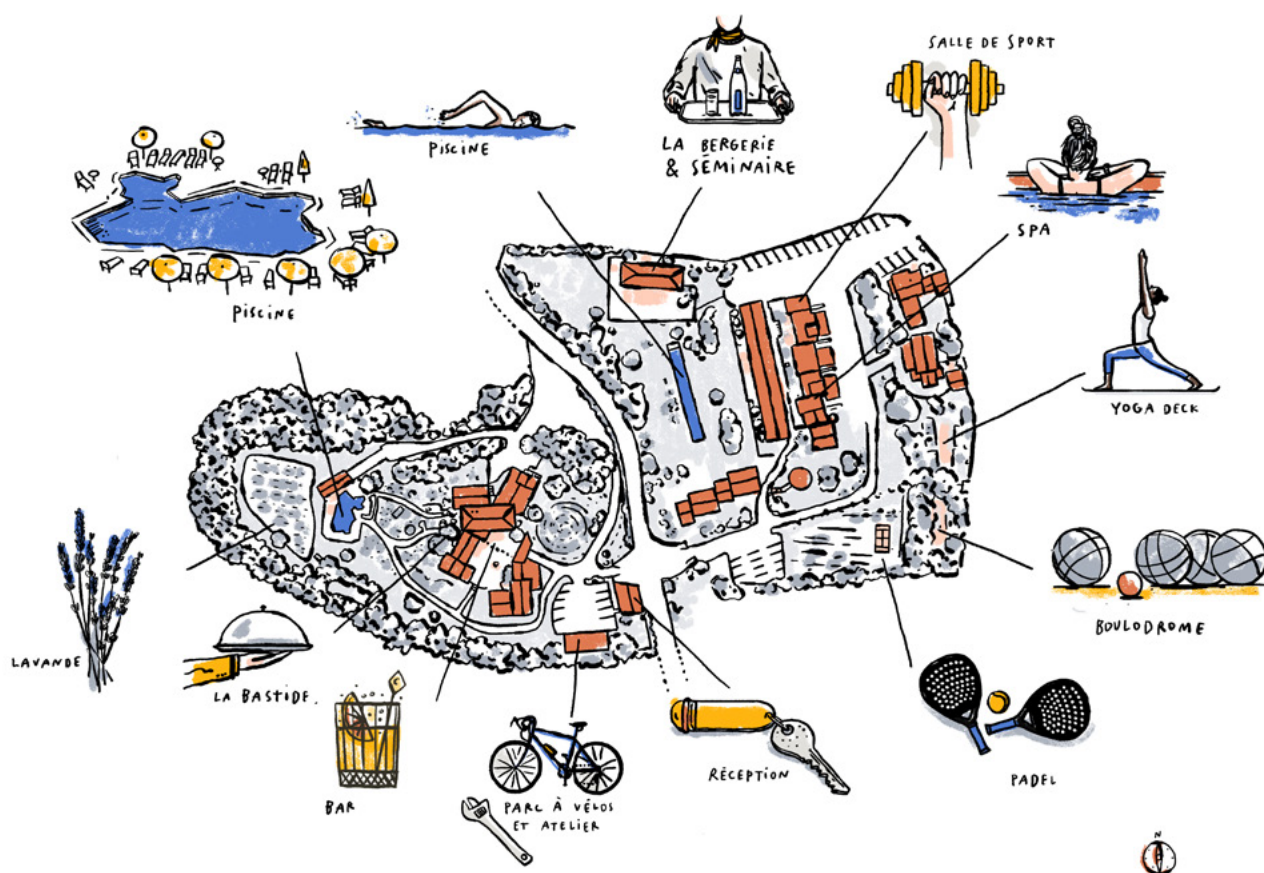 SALLE DE SPORT
PISCINE
LA BERGERIE
& SÉMINAIRE
SPA
PISCINE
YOGA DECK
BOULODROME
LAVANDE
LA BASTIDE.
C
BAR
PARC À VÉLOS
ET ATELIER
RÉCEPTION
PADEL
N